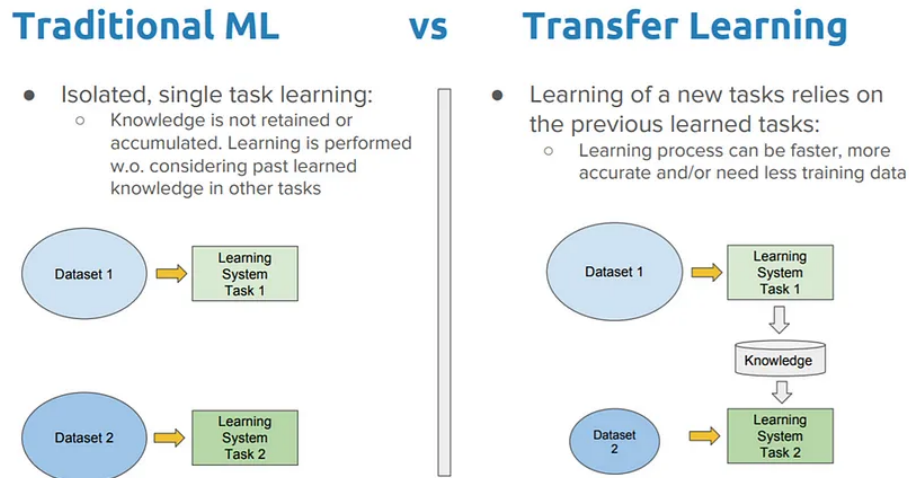 Traditional ML vs Transfer Learning
● Isolated, single task learning:
○ Knowledge is not retained or
accumulated. Learning is performed
w.o. considering past learned
knowledge in other tasks
Dataset 1
Learning
System
Task 1
Dataset 2
Learning
System
Task 2
● Learning of a new tasks relies on
the previous learned tasks:
○ Learning process can be faster, more
accurate and/or need less training data
Dataset 1
Learning
System
Task 1
Knowledge
Dataset
2
Learning
System
Task 2